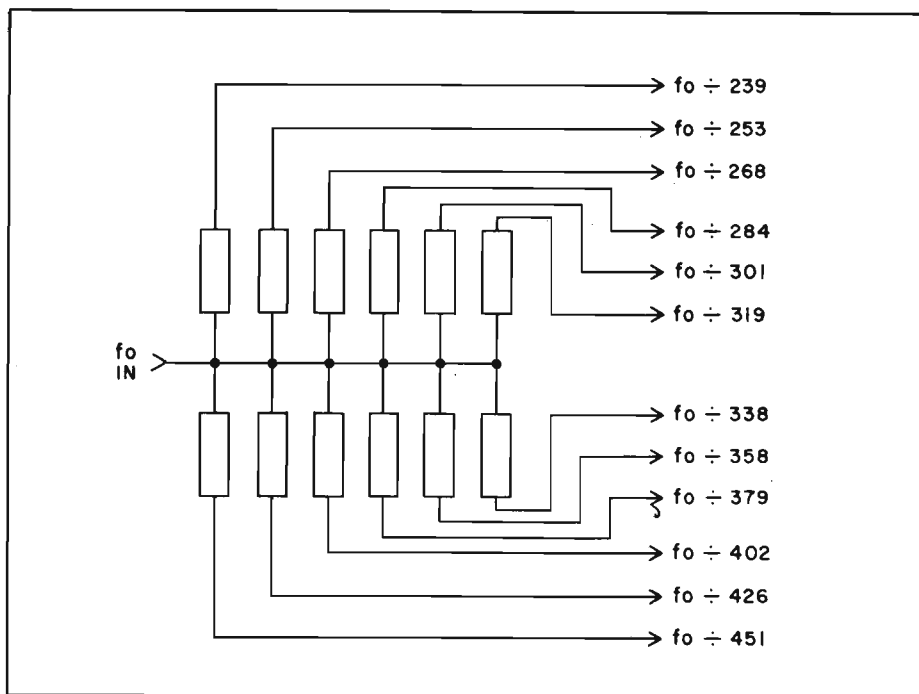 fo ÷ 239
fo ÷ 253
fo ÷ 268
fo ÷ 284
fo ÷ 301
fo ÷ 319
fo
IN
fo ÷ 338
fo ÷ 358
fo ÷ 379
fo ÷ 402
fo ÷ 426
fo ÷ 451